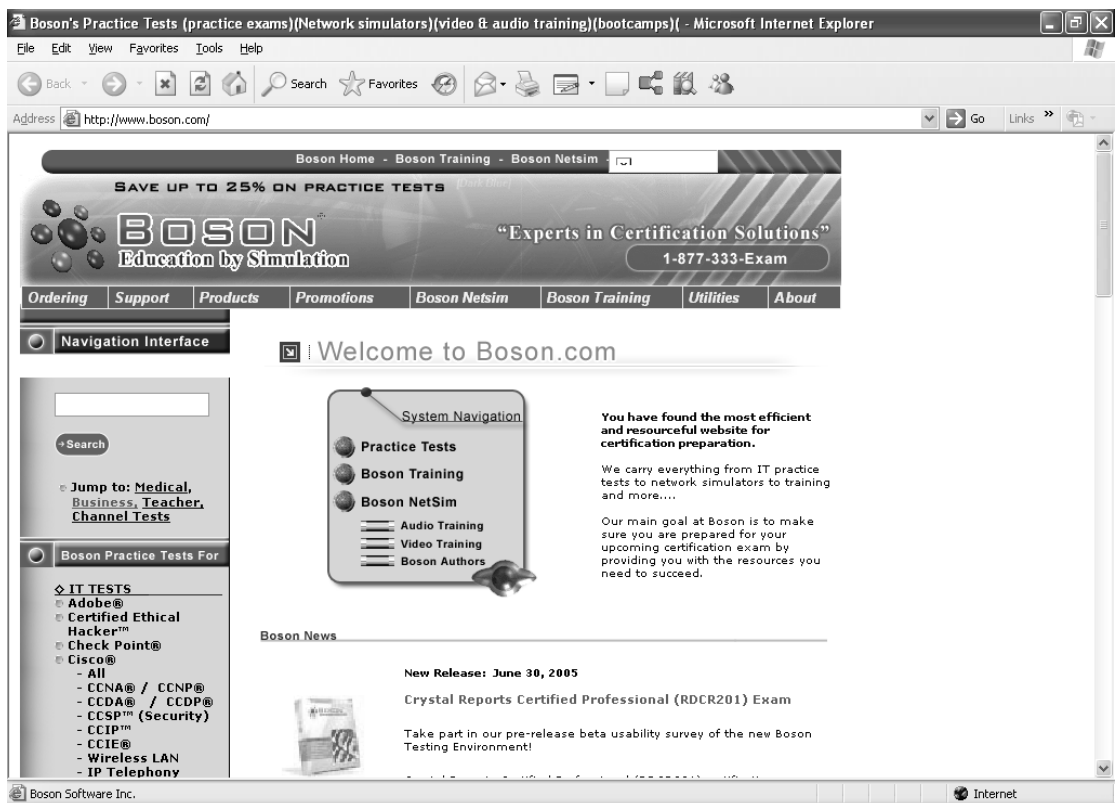 Boson's Practice Tests (practice exams)(Network simulators)(video & audio training)(bootcamps)( - Microsoft Internet Explorer
File Edit View Favorites Tools Help
Back Search Favorites
Address http://www.boson.com/ Go Links »
Boson Home - Boson Training - Boson Netsim -
SAVE UP TO 25% ON PRACTICE TESTS
BOSON
Education by Simulation
“Experts in Certification Solutions”
1-877-333-Exam
Ordering Support Products Promotions Boson Netsim Boson Training Utilities About
Navigation Interface
Search
Jump to: Medical,
Business, Teacher,
Channel Tests
Boson Practice Tests For
IT TESTS
Adobe®
Certified Ethical
Hacker™
Check Point®
Cisco®
- All
- CCNA® / CCNP®
- CCDA® / CCDP®
- CCSP™ (Security)
- CCIP™
- CCIE®
- Wireless LAN
- IP Telephony
Welcome to Boson.com
System Navigation
Practice Tests
Boson Training
Boson NetSim
Audio Training
Video Training
Boson Authors
You have found the most efficient
and resourceful website for
certification preparation.
We carry everything from IT practice
tests to network simulators to training
and more....
Our main goal at Boson is to make
sure you are prepared for your
upcoming certification exam by
providing you with the resources you
need to succeed.
Boson News
New Release: June 30, 2005
Crystal Reports Certified Professional (RDCR201) Exam
Take part in our pre-release beta usability survey of the new Boson
Testing Environment!
Boson Software Inc. Internet